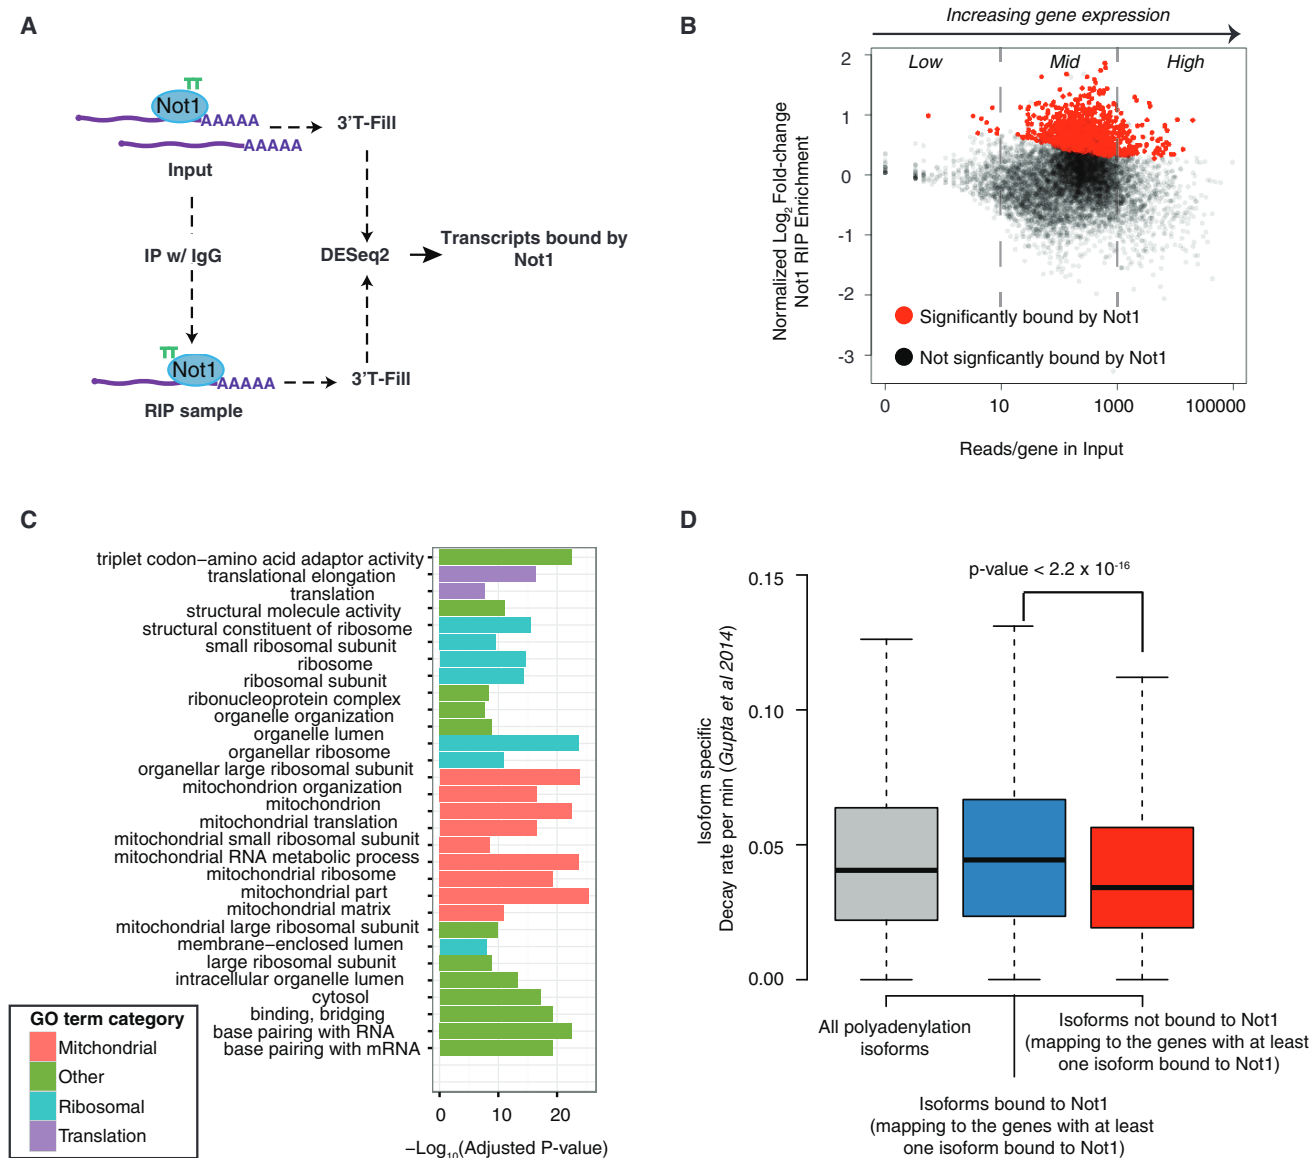 A
TT
Not1
AAAAA
3'T-Fill
AAAAA
Input
IP w/ IgG
DESeq2
Transcripts bound by
Not1
TT
Not1
AAAAA
3'T-Fill
RIP sample
B
Increasing gene expression
Low
Mid
High
Normalized Log2 Fold-change
Not1 RIP Enrichment
2
1
0
-1
-2
-3
Significantly bound by Not1
Not signficantly bound by Not1
0
10
1000
100000
Reads/gene in Input
C
triplet codon−amino acid adaptor activity
translational elongation
translation
structural molecule activity
structural constituent of ribosome
small ribosomal subunit
ribosome
ribosomal subunit
ribonucleoprotein complex
organelle organization
organelle lumen
organellar ribosome
organellar large ribosomal subunit
mitochondrion organization
mitochondrion
mitochondrial translation
mitochondrial small ribosomal subunit
mitochondrial RNA metabolic process
mitochondrial ribosome
mitochondrial part
mitochondrial matrix
mitochondrial large ribosomal subunit
membrane−enclosed lumen
large ribosomal subunit
intracellular organelle lumen
cytosol
binding, bridging
base pairing with RNA
base pairing with mRNA
0
10
20
−Log10(Adjusted P-value)
GO term category
Mitchondrial
Other
Ribosomal
Translation
D
p-value < 2.2 x 10-16
Isoform specific
Decay rate per min (Gupta et al 2014)
0.15
0.10
0.05
0.00
All polyadenylation
isoforms
Isoforms not bound to Not1
(mapping to the genes with at least
one isoform bound to Not1)
Isoforms bound to Not1
(mapping to the genes with at least
one isoform bound to Not1)